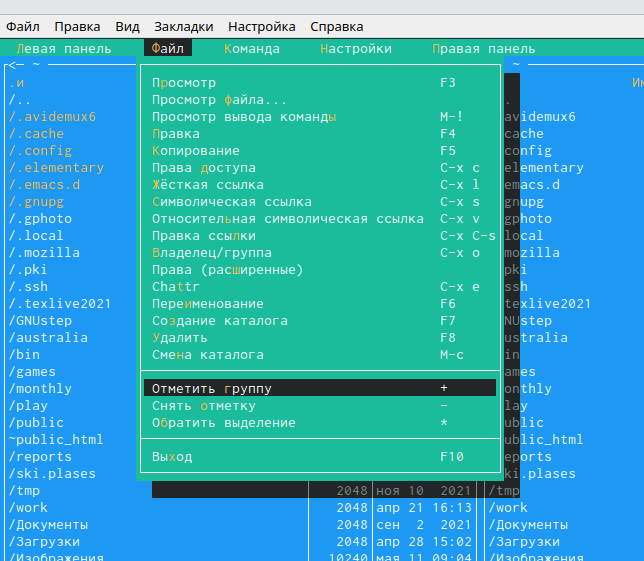 Файл Правка Вид Закладки Настройка Справка
Левая панель Файл Команда Настройки Правая панель
<─ ~ ~
.и Им
/..
/.avidemux6
/.cache
/.config
/.elementary
/.emacs.d
/.gnupg
/.gphoto
/.local
/.mozilla
/.pki
/.ssh
/.texlive2021
/GNUstep
/australia
/bin
/games
/monthly
/play
/public
~public_html
/reports
/ski.plases
/tmp
/work
/Документы
/Загрузки
/Изображения
Просмотр F3
Просмотр файла...
Просмотр вывода команды M-!
Правка F4
Копирование F5
Права доступа C-x c
Жёсткая ссылка C-x l
Символическая ссылка C-x s
Относительная символическая ссылка C-x v
Правка ссылки C-x C-s
Владелец/группа C-x o
Права (расширенные)
Chattr C-x e
Переименование F6
Создание каталога F7
Удалить F8
Смена каталога M-c
Отметить группу +
Снять отметку -
Обратить выделение *
Выход F10
2048 ноя 10 2021
2048 апр 21 16:13
2048 сен 2 2021
2048 апр 28 15:02
10240 мая 11 09:04
.
avidemux6
cache
config
elementary
emacs.d
gnupg
gphoto
local
mozilla
pki
ssh
texlive2021
NUstep
ustralia
in
ames
onthly
lay
ublic
ublic_html
eports
ki.plases
/tmp
/work
/Документы
/Загрузки
/Изображения